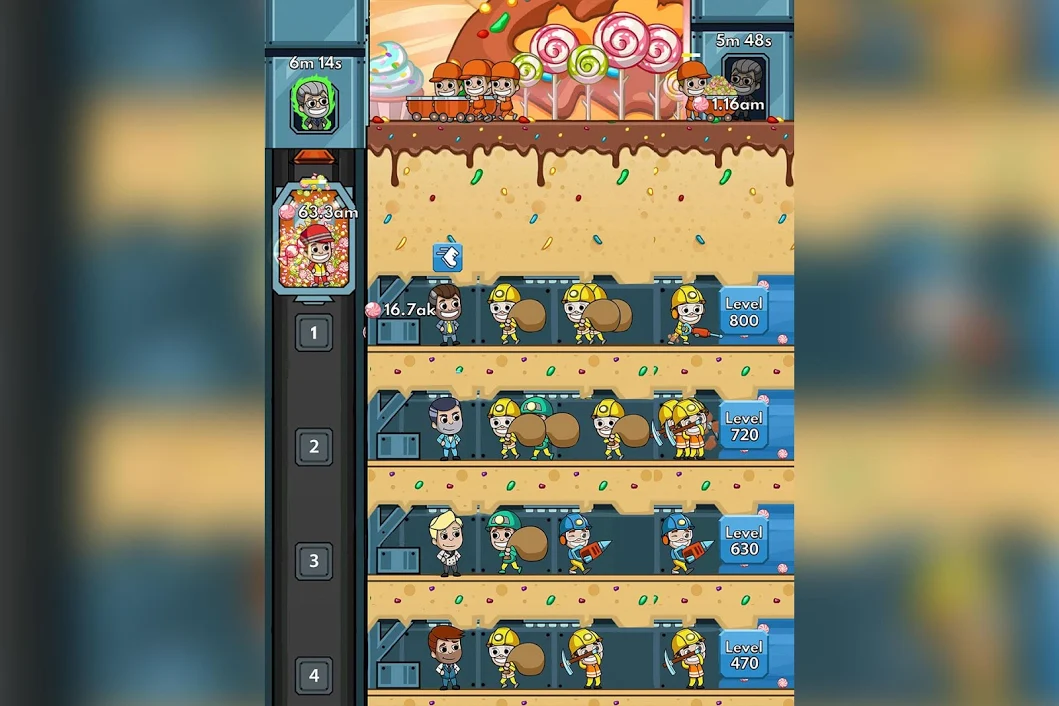 5m 48s
6m 14s
1.16am
63.3am
16.7ak
Level
800
1
Level
720
2
Level
630
3
Level
470
4